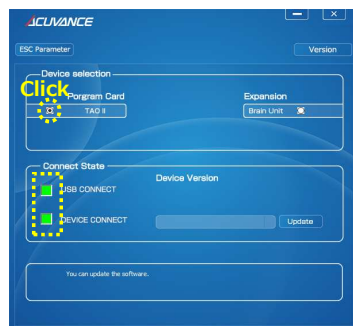 ACUVANCE
ESC Parameter
Version
Device selection
Click
Porgram Card
Expansion
TAO II
Brain Unit
Connect State
Device Version
USB CONNECT
DEVICE CONNECT
Update
You can update the software.